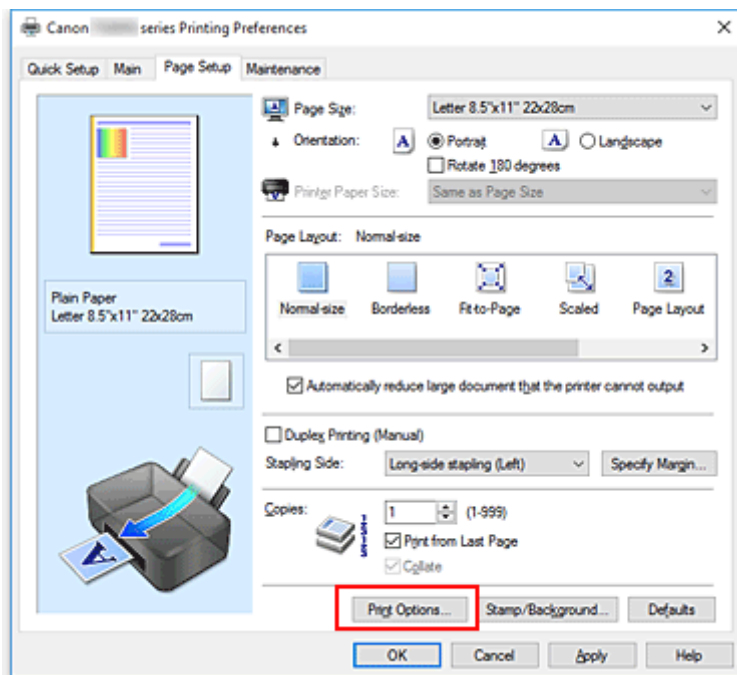 Canon series Printing Preferences
Quick Setup Main Page Setup Maintenance
Page Size: Letter 8.5"x11" 22x28cm
Orientation: A Portrait A Landscape
Rotate 180 degrees
Printer Paper Size: Same as Page Size
Page Layout: Normal-size
2
Normal-size Borderless Fit-to-Page Scaled Page Layout
Plain Paper
Letter 8.5"x11" 22x28cm
Automatically reduce large document that the printer cannot output
Duplex Printing (Manual)
Stapling Side: Long-side stapling (Left) Specify Margin...
Copies: 1 (1-999)
Print from Last Page
Collate
A
Print Options... Stamp/Background... Defaults
OK Cancel Apply Help